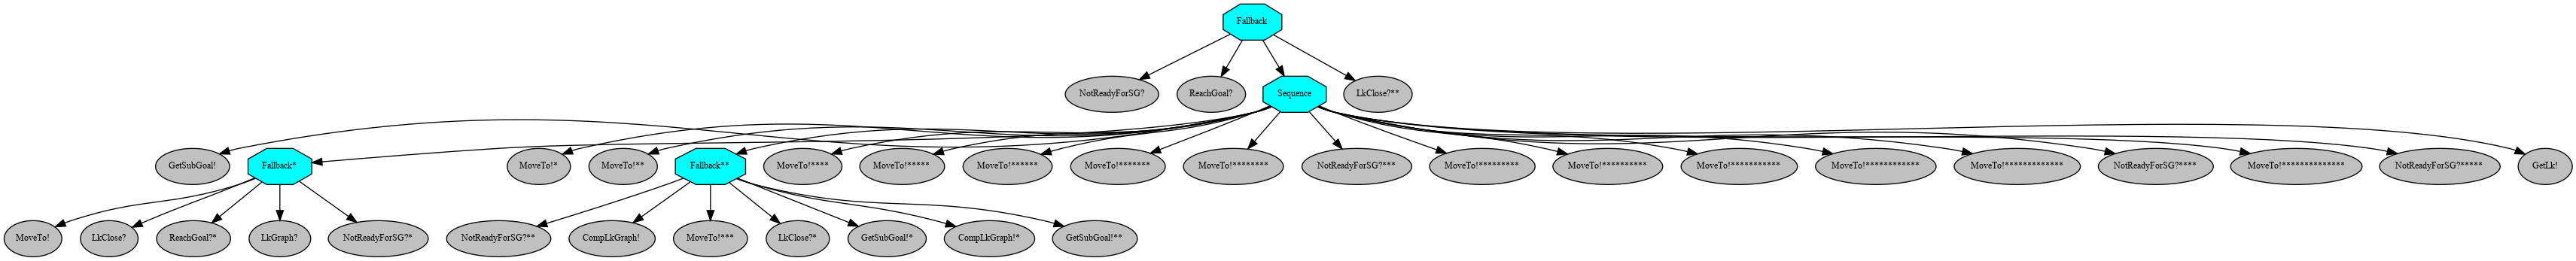 Fallback
NotReadyForSG?
ReachGoal?
Sequence
LkClose?**
GetSubGoal!
Fallback*
MoveTo!*
MoveTo!**
Fallback**
MoveTo!****
MoveTo!*****
MoveTo!******
MoveTo!*******
MoveTo!********
NotReadyForSG?***
MoveTo!*********
MoveTo!**********
MoveTo!***********
MoveTo!************
MoveTo!*************
NotReadyForSG?****
MoveTo!**************
NotReadyForSG?*****
GetLk!
MoveTo!
LkClose?
ReachGoal?*
LkGraph?
NotReadyForSG?*
NotReadyForSG?**
CompLkGraph!
MoveTo!***
LkClose?*
GetSubGoal!*
CompLkGraph!*
GetSubGoal!**